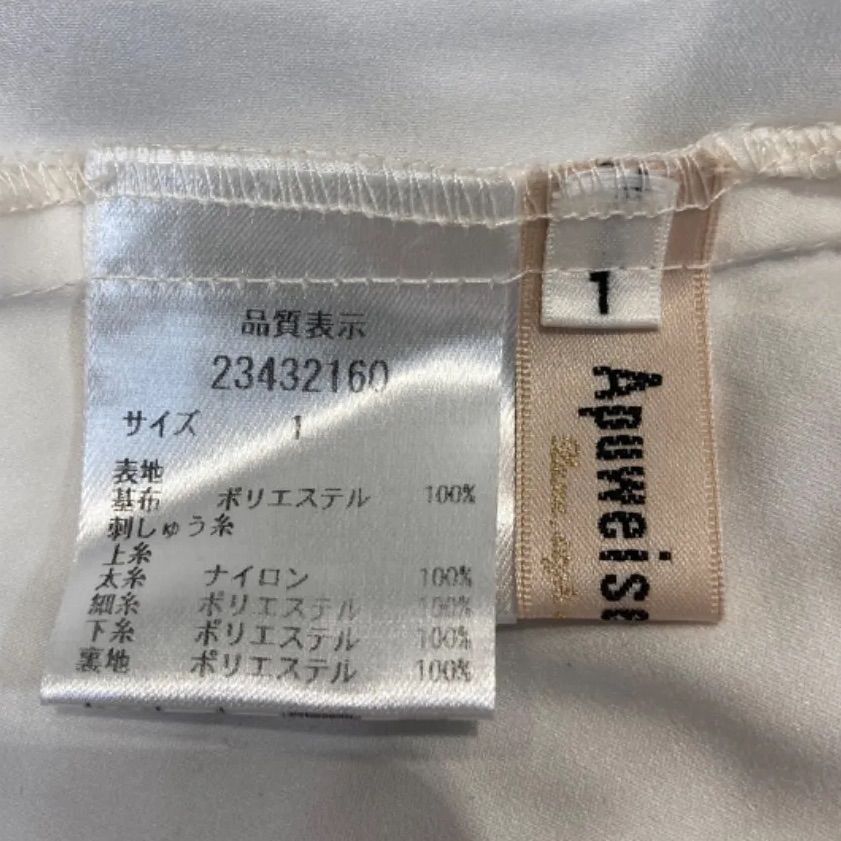 品質表示
23432160
サイズ 1
表地
基布 ポリエステル 100%
刺しゅう糸
上糸
太糸 ナイロン 100%
細糸 ポリエステル 100%
下糸 ポリエステル 100%
裏地 ポリエステル 100%
1
Apuweise